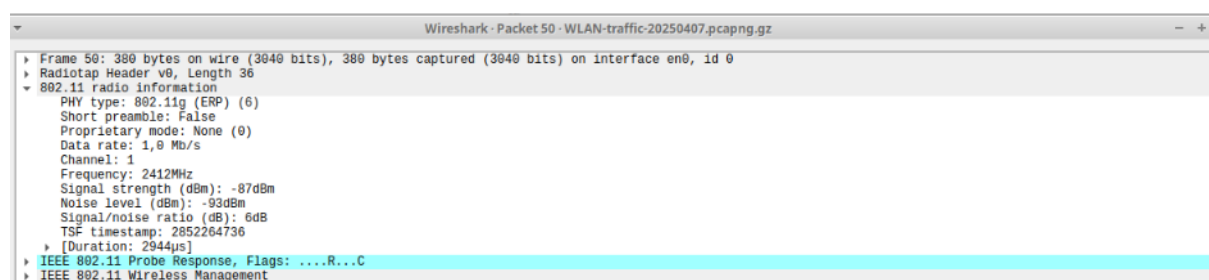 Wireshark · Packet 50 · WLAN-traffic-20250407.pcapng.gz
Frame 50: 380 bytes on wire (3040 bits), 380 bytes captured (3040 bits) on interface en0, id 0
Radiotap Header v0, Length 36
802.11 radio information
PHY type: 802.11g (ERP) (6)
Short preamble: False
Proprietary mode: None (0)
Data rate: 1,0 Mb/s
Channel: 1
Frequency: 2412MHz
Signal strength (dBm): -87dBm
Noise level (dBm): -93dBm
Signal/noise ratio (dB): 6dB
TSF timestamp: 2852264736
[Duration: 2944µs]
IEEE 802.11 Probe Response, Flags: ....R...C
IEEE 802.11 Wireless Management